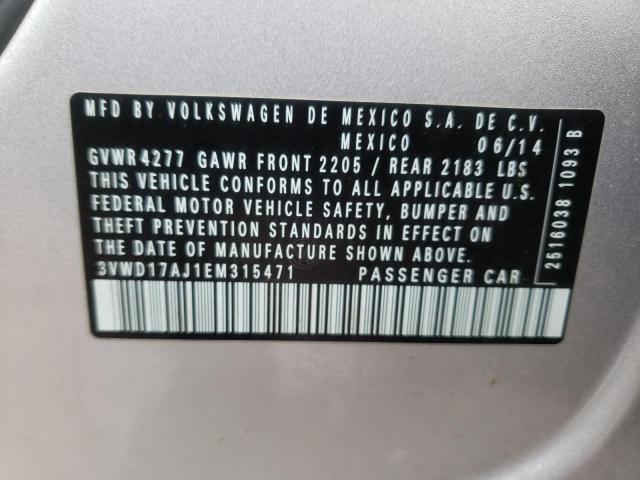 MFD BY VOLKSWAGEN DE MEXICO S.A. DE C.V.
MEXICO 06/14
GVWR 4277 GAWR FRONT 2205 / REAR 2183 LBS
THIS VEHICLE CONFORMS TO ALL APPLICABLE U.S.
FEDERAL MOTOR VEHICLE SAFETY, BUMPER AND
THEFT PREVENTION STANDARDS IN EFFECT ON
THE DATE OF MANUFACTURE SHOWN ABOVE.
3VWD17AJ1EM315471 PASSENGER CAR
2516038 1093 B